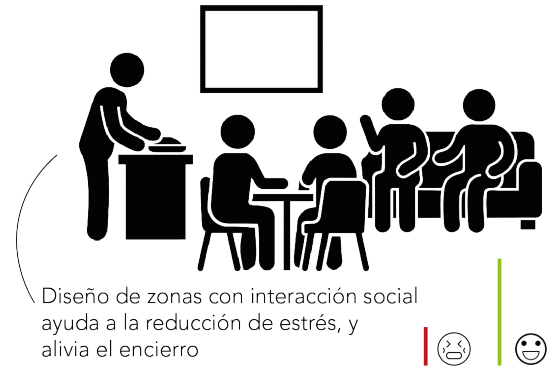 Diseño de zonas con interacción social
ayuda a la reducción de estrés, y
alivia el encierro